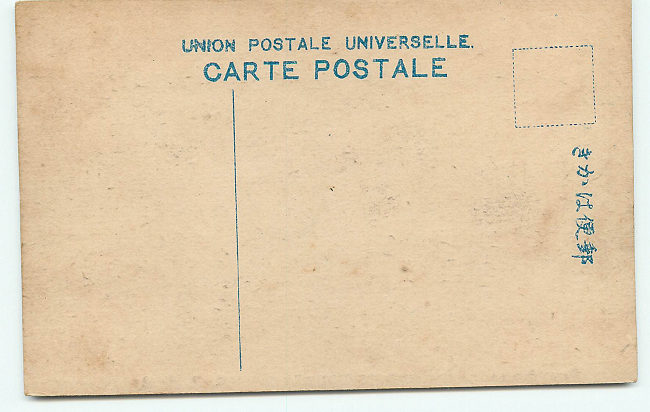 UNION POSTALE UNIVERSELLE.
CARTE POSTALE
郵便はかき